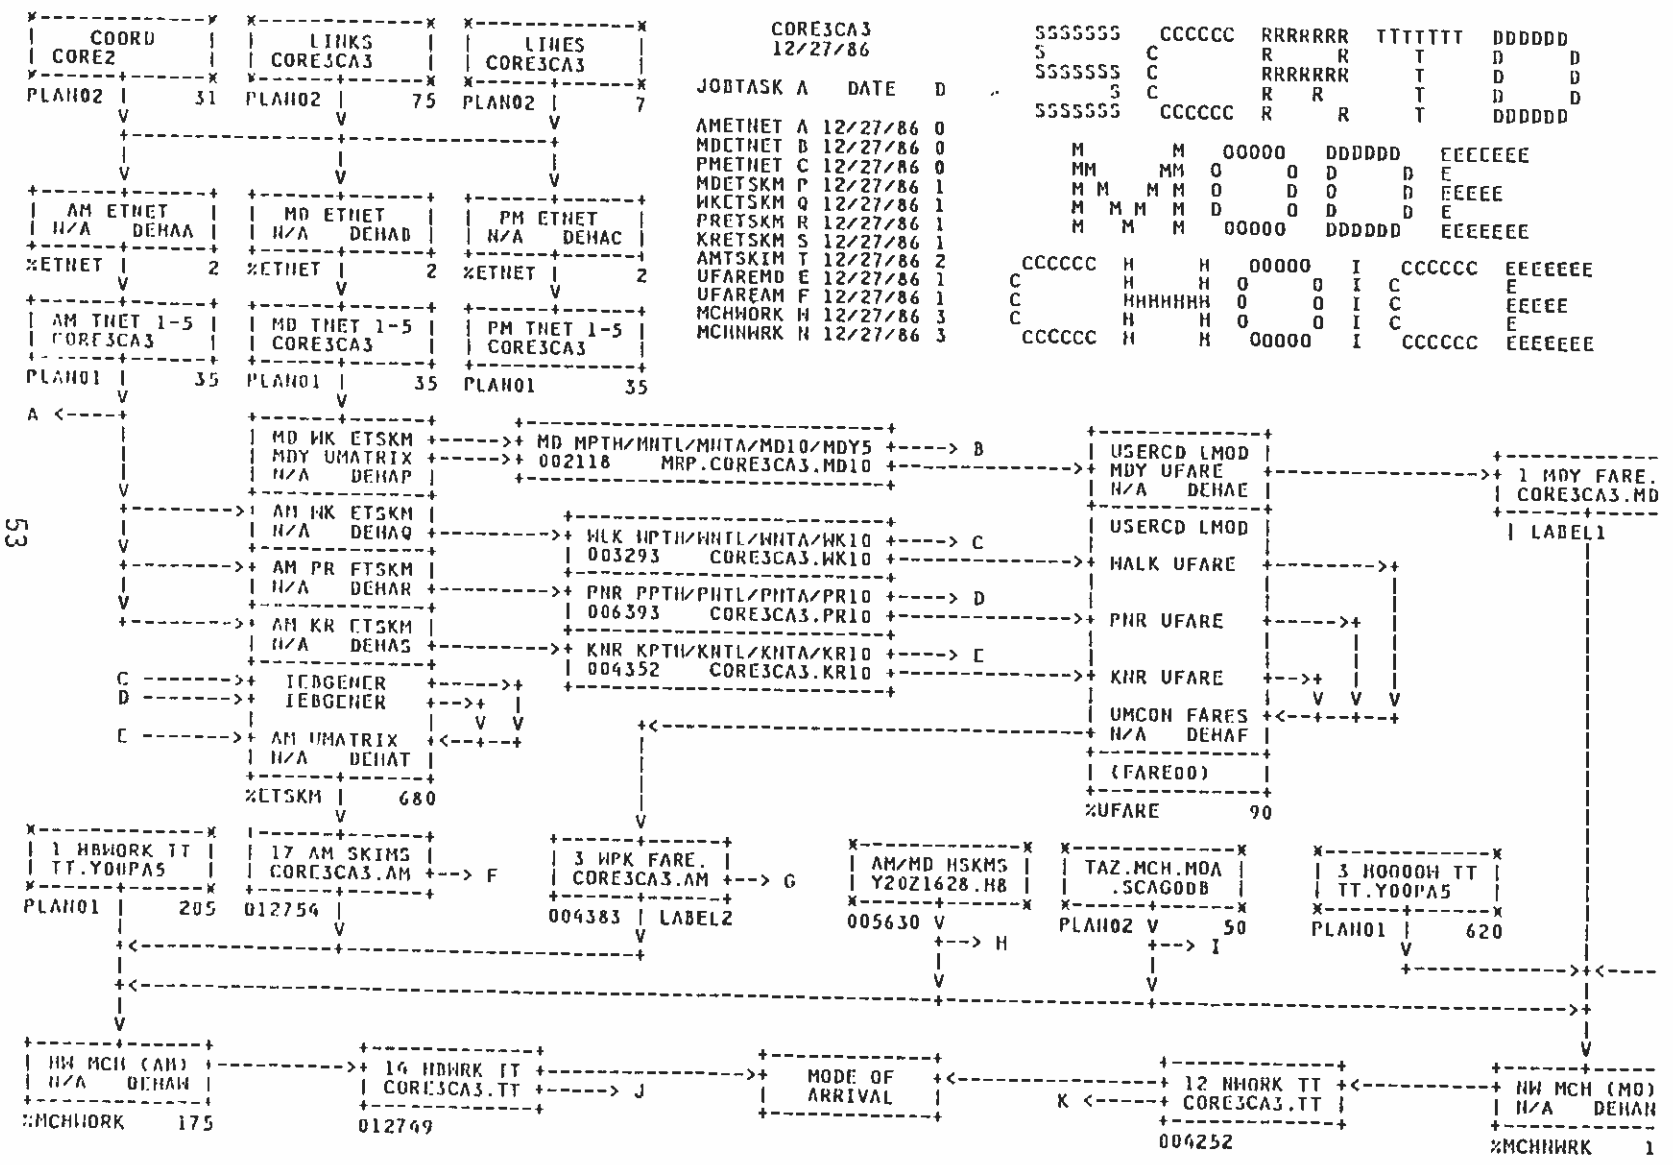 COORD LINKS LINES CORE3CA3
CORE2 CORE3CA3 CORE3CA3 12/27/86
PLAN02 31 PLAN02 75 PLAN02 7
JOBTASK A DATE D
AMETNET A 12/27/86 0
MDETNET B 12/27/86 0
PMETNET C 12/27/86 0
MDETSKM P 12/27/86 1
WKETSKM Q 12/27/86 1
PRETSKM R 12/27/86 1
KRETSKM S 12/27/86 1
AMTSKIM T 12/27/86 2
UFAREMD E 12/27/86 1
UFAREAM F 12/27/86 1
MCHWORK W 12/27/86 3
MCHNWRK N 12/27/86 3
SCRTD
MODE
CHOICE
AM ETNET MD ETNET PM ETNET
N/A DEHAA N/A DEHAB N/A DEHAC
%ETNET 2 %ETNET 2 %ETNET 2
AM TNET 1-5 MD TNET 1-5 PM TNET 1-5
CORE3CA3 CORE3CA3 CORE3CA3
PLAN01 35 PLAN01 35 PLAN01 35
A
MD WK ETSKM MD MPTH/MNTL/MNTA/MD10/MDY5 B USERCD LMOD
MDY UMATRIX 002118 MRP.CORE3CA3.MD10 MDY UFARE 1 MDY FARE.
N/A DEHAP N/A DEHAE CORE3CA3.MD
LABEL1
AM WK ETSKM USERCD LMOD
N/A DEHAQ WLK WPTH/WNTL/WNTA/WK10 C
003293 CORE3CA3.WK10 WALK UFARE
AM PR ETSKM
N/A DEHAR PNR PPTH/PNTL/PNTA/PR10 D
006393 CORE3CA3.PR10 PNR UFARE
AM KR ETSKM
N/A DEHAS KNR KPTH/KNTL/KNTA/KR10 E
004352 CORE3CA3.KR10 KNR UFARE
C IEBGENER
D IEBGENER
UMCON FARES
N/A DEHAF
E AM UMATRIX
N/A DEHAT
(FARE00)
%ETSKM 680 %UFARE 90
53
1 HBWORK TT 17 AM SKIMS 3 WPK FARE. AM/MD HSKMS TAZ.MCH.MOA
TT.Y00PA5 CORE3CA3.AM F CORE3CA3.AM G Y20Z1628.H8 .SCAGODB TT.Y00PA5
PLAN01 205 012754 004383 LABEL2 005630 PLAN02 50 PLAN01 620
H I
HW MCH (AM) 14 HBWRK TT MODE OF 12 NWORK TT NW MCH (MD)
N/A DEHAW CORE3CA3.TT J ARRIVAL K CORE3CA3.TT N/A DEHAN
%MCHWORK 175 012749 004252 %MCHNWRK 1